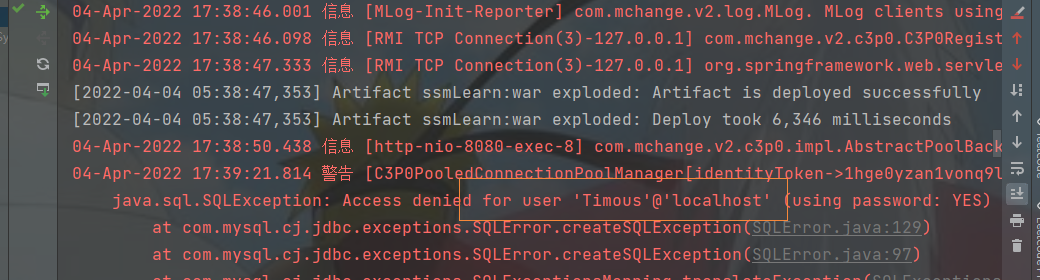 04-Apr-2022 17:38:46.001 信息 [MLog-Init-Reporter] com.mchange.v2.log.MLog. MLog clients using
04-Apr-2022 17:38:46.098 信息 [RMI TCP Connection(3)-127.0.0.1] com.mchange.v2.c3p0.C3P0Regist
04-Apr-2022 17:38:47.333 信息 [RMI TCP Connection(3)-127.0.0.1] org.springframework.web.servle
[2022-04-04 05:38:47,353] Artifact ssmLearn:war exploded: Artifact is deployed successfully
[2022-04-04 05:38:47,353] Artifact ssmLearn:war exploded: Deploy took 6,346 milliseconds
04-Apr-2022 17:38:50.438 信息 [http-nio-8080-exec-8] com.mchange.v2.c3p0.impl.AbstractPoolBack
04-Apr-2022 17:39:21.814 警告 [C3P0PooledConnectionPoolManager[identityToken->1hge0yzan1vonq9l
java.sql.SQLException: Access denied for user 'Timous'@'localhost' (using password: YES)
at com.mysql.cj.jdbc.exceptions.SQLError.createSQLException(SQLError.java:129)
at com.mysql.cj.jdbc.exceptions.SQLError.createSQLException(SQLError.java:97)